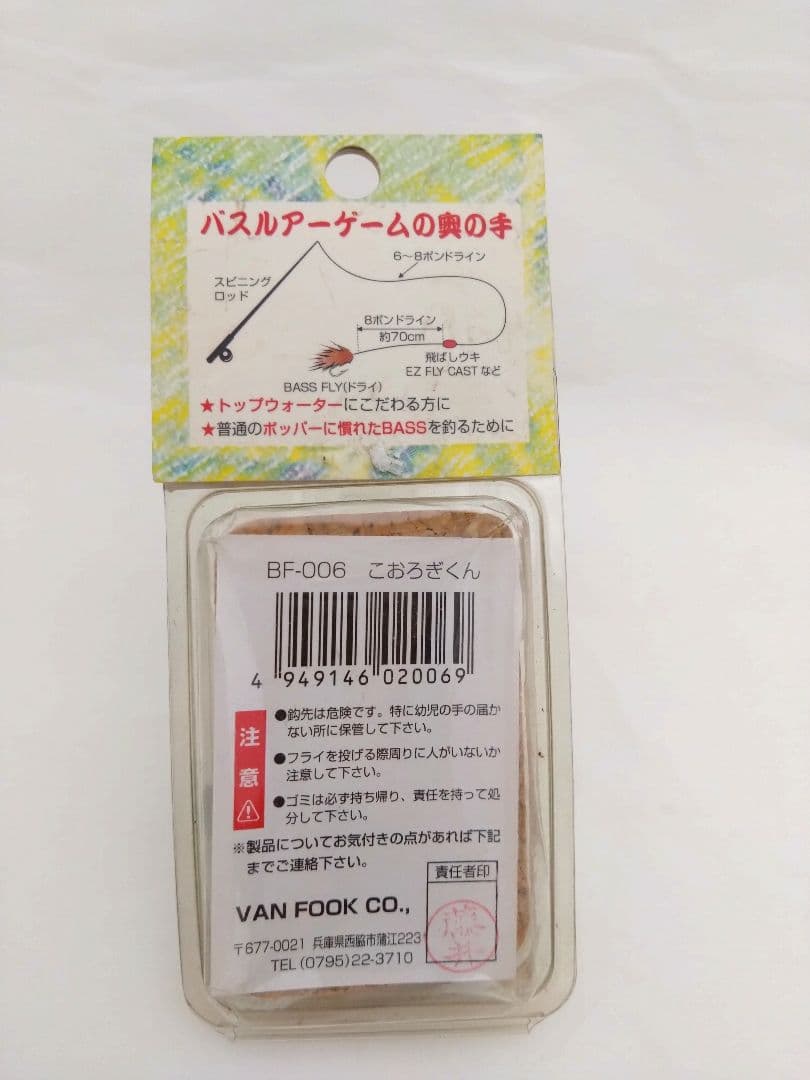 バスルアーゲームの奥の手
6～8ポンドライン
スピニング
ロッド
8ポンドライン
約70cm
飛ばしウキ
EZ FLY CAST など
BASS FLY(ドライ)
★トップウォーターにこだわる方に
★普通のポッパーに慣れたBASSを釣るために
BF-006 こおろぎくん
4 949146 020069
注意
●鈎先は危険です。特に幼児の手の届か
ない所に保管して下さい。
●フライを投げる際周りに人がいないか
注意して下さい。
●ゴミは必ず持ち帰り、責任を持って処
分して下さい。
※製品についてお気付きの点があれば下記
までご連絡下さい。
責任者印
藤井
VAN FOOK CO.,
〒677-0021 兵庫県西脇市蒲江223
TEL (0795)22-3710